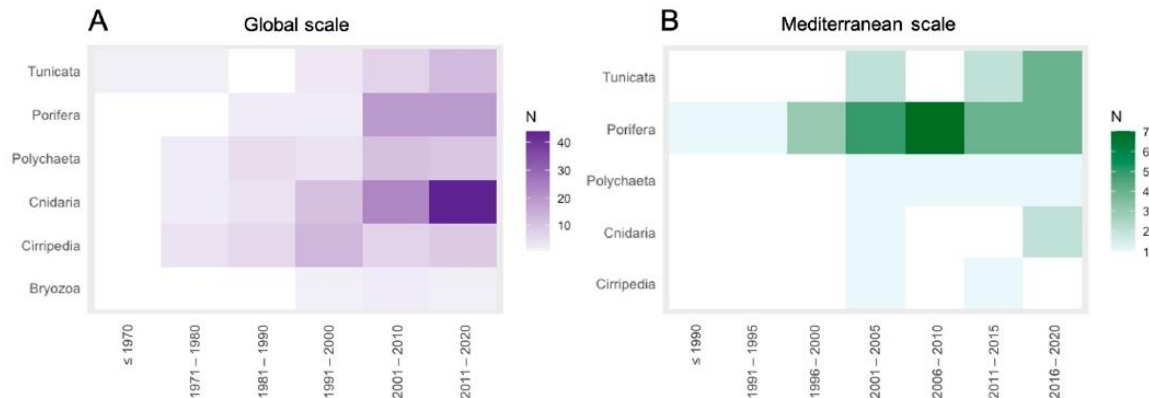 A
Global scale
Tunicata
Porifera
Polychaeta
Cnidaria
Cirripedia
Bryozoa
≤ 1970
1971 – 1980
1981 – 1990
1991 – 2000
2001 – 2010
2011 – 2020
N
40
30
20
10
B
Mediterranean scale
Tunicata
Porifera
Polychaeta
Cnidaria
Cirripedia
≤ 1990
1991 – 1995
1996 – 2000
2001 – 2005
2006 – 2010
2011 – 2015
2016 – 2020
N
7
6
5
4
3
2
1